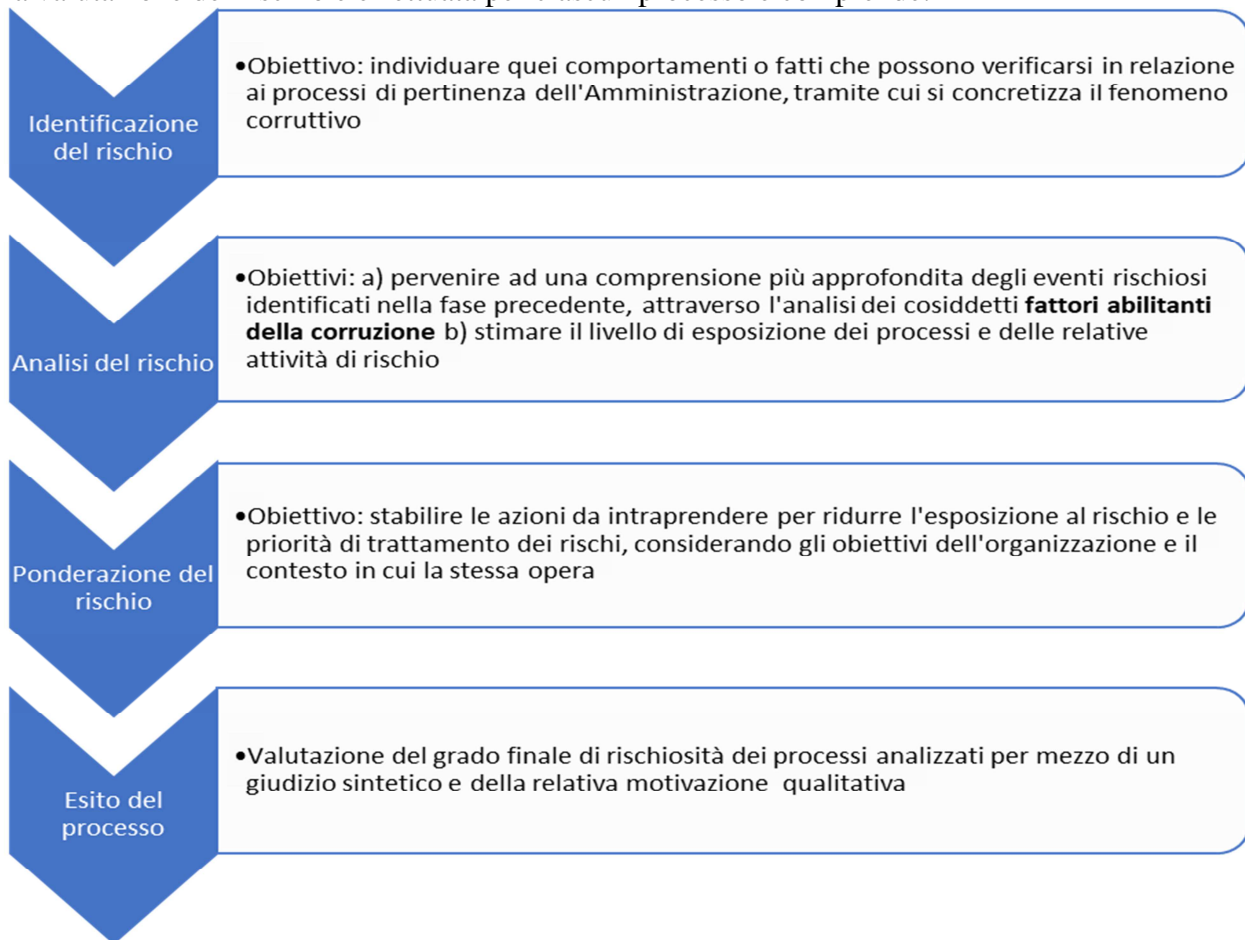 Identificazione
del rischio
•Obiettivo: individuare quei comportamenti o fatti che possono verificarsi in relazione
ai processi di pertinenza dell'Amministrazione, tramite cui si concretizza il fenomeno
corruttivo
Analisi del rischio
•Obiettivi: a) pervenire ad una comprensione più approfondita degli eventi rischiosi
identificati nella fase precedente, attraverso l'analisi dei cosiddetti fattori abilitanti
della corruzione b) stimare il livello di esposizione dei processi e delle relative
attività di rischio
Ponderazione del
rischio
•Obiettivo: stabilire le azioni da intraprendere per ridurre l'esposizione al rischio e le
priorità di trattamento dei rischi, considerando gli obiettivi dell'organizzazione e il
contesto in cui la stessa opera
Esito del
processo
•Valutazione del grado finale di rischiosità dei processi analizzati per mezzo di un
giudizio sintetico e della relativa motivazione qualitativa